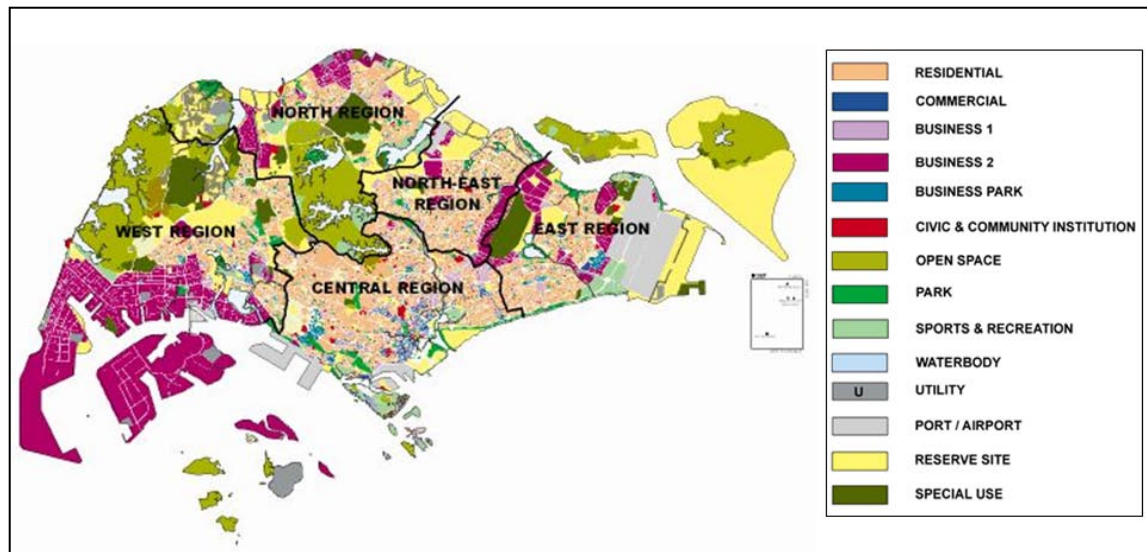 NORTH REGION
NORTH-EAST
REGION
WEST REGION
EAST REGION
CENTRAL REGION
RESIDENTIAL
COMMERCIAL
BUSINESS 1
BUSINESS 2
BUSINESS PARK
CIVIC & COMMUNITY INSTITUTION
OPEN SPACE
PARK
SPORTS & RECREATION
WATERBODY
U UTILITY
PORT / AIRPORT
RESERVE SITE
SPECIAL USE